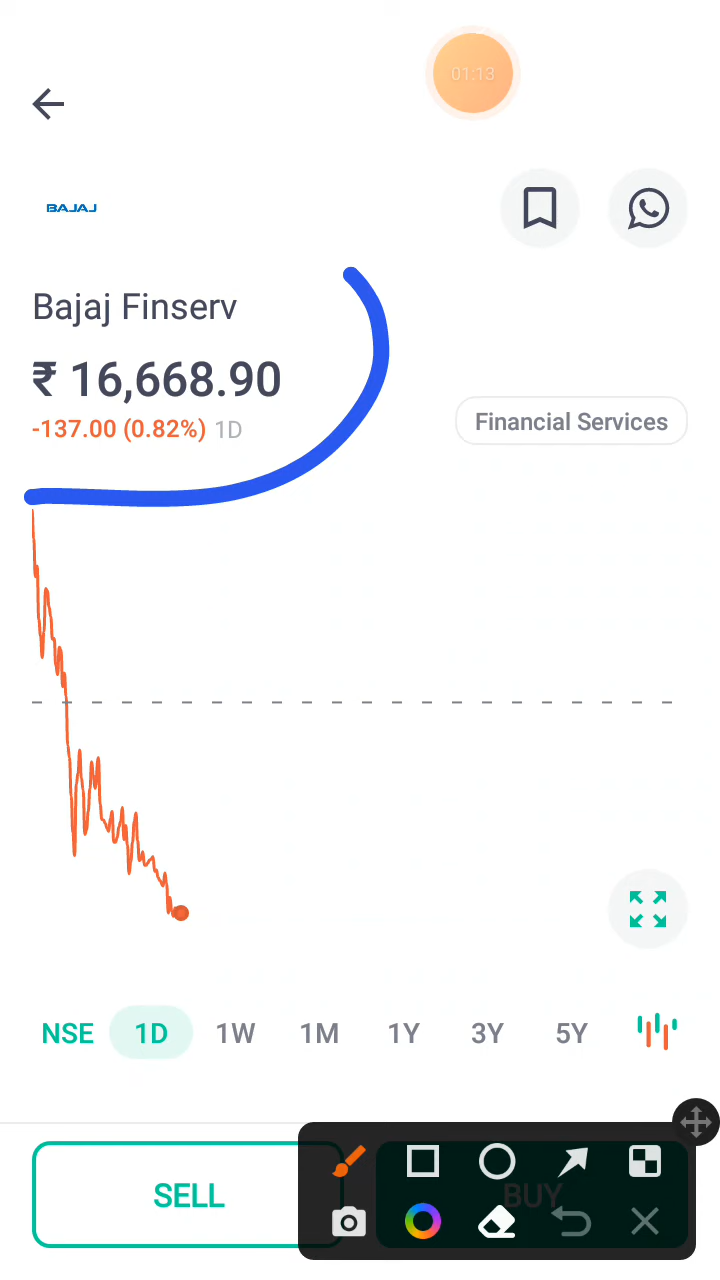 01:13
BAJAJ
Bajaj Finserv
₹ 16,668.90
-137.00 (0.82%) 1D
Financial Services
NSE 1D 1W 1M 1Y 3Y 5Y
SELL BUY